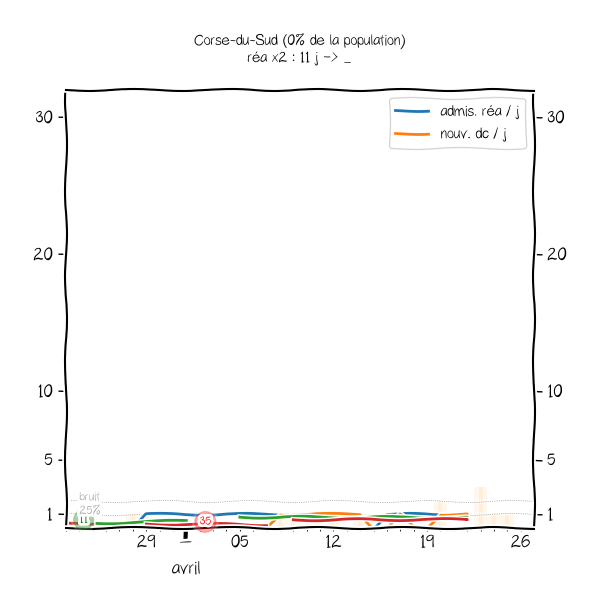 Corse-du-Sud (0% de la population)
réa x2 : 11 j -> _
admis. réa / j
nouv. dc / j
30 30
20 20
10 10
5 5
bruit
25%
1 11 35 1
29 05 12 19 26
avril